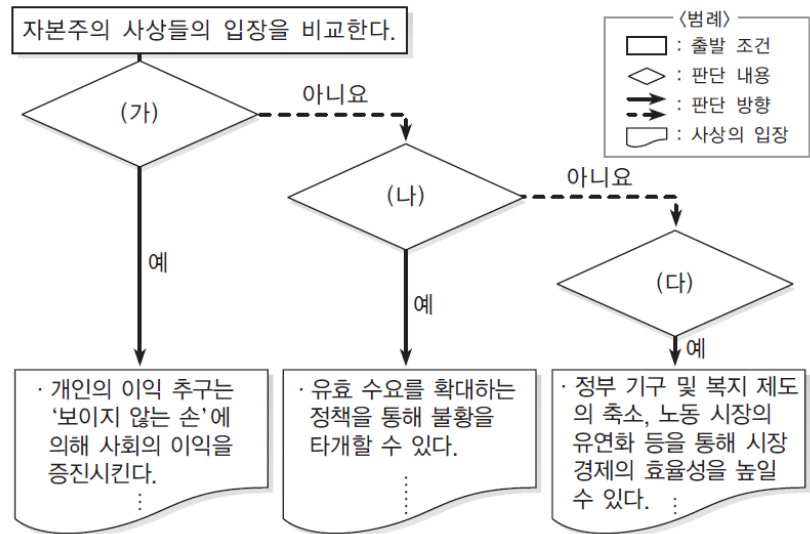 자본주의 사상들의 입장을 비교한다.
〈범례〉
: 출발 조건
: 판단 내용
: 판단 방향
: 사상의 입장
(가)
아니요
(나)
아니요
(다)
예
예
예
· 개인의 이익 추구는
‘보이지 않는 손’에
의해 사회의 이익을
증진시킨다.
⋮
· 유효 수요를 확대하는
정책을 통해 불황을
타개할 수 있다.
⋮
· 정부 기구 및 복지 제도
의 축소, 노동 시장의
유연화 등을 통해 시장
경제의 효율성을 높일
수 있다.
⋮